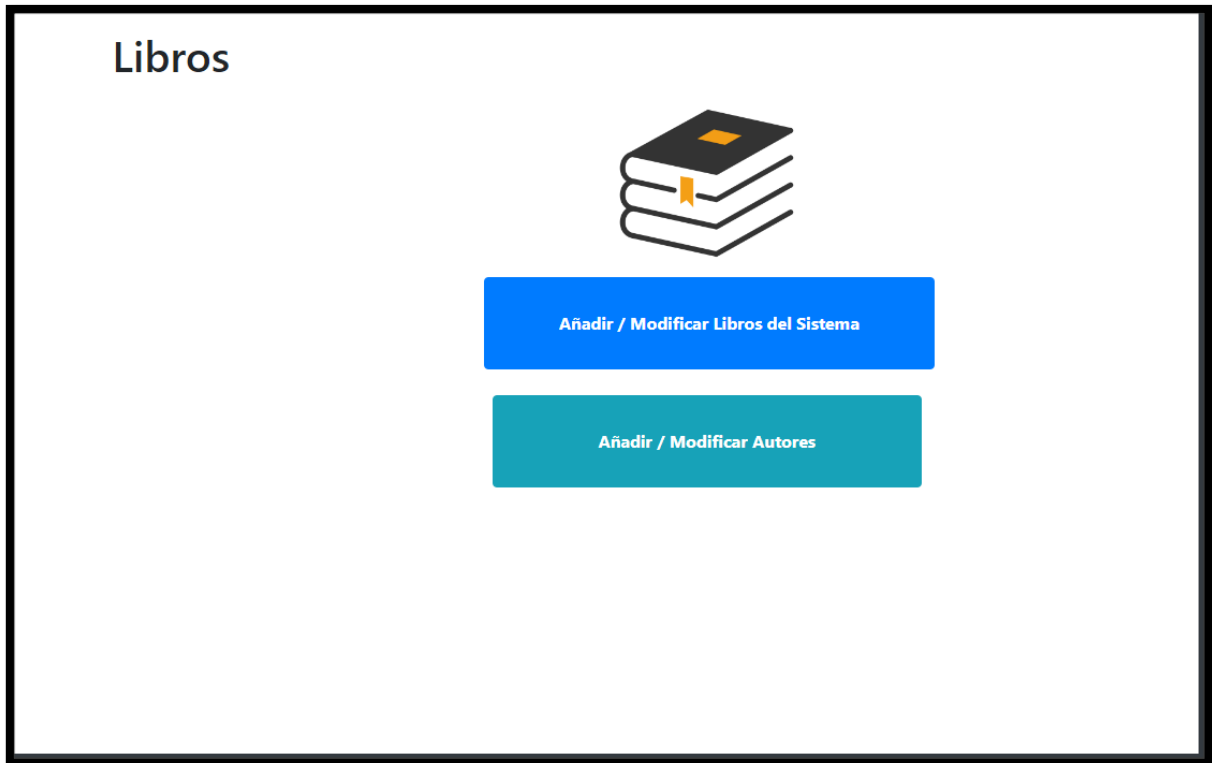 Libros
Añadir / Modificar Libros del Sistema
Añadir / Modificar Autores